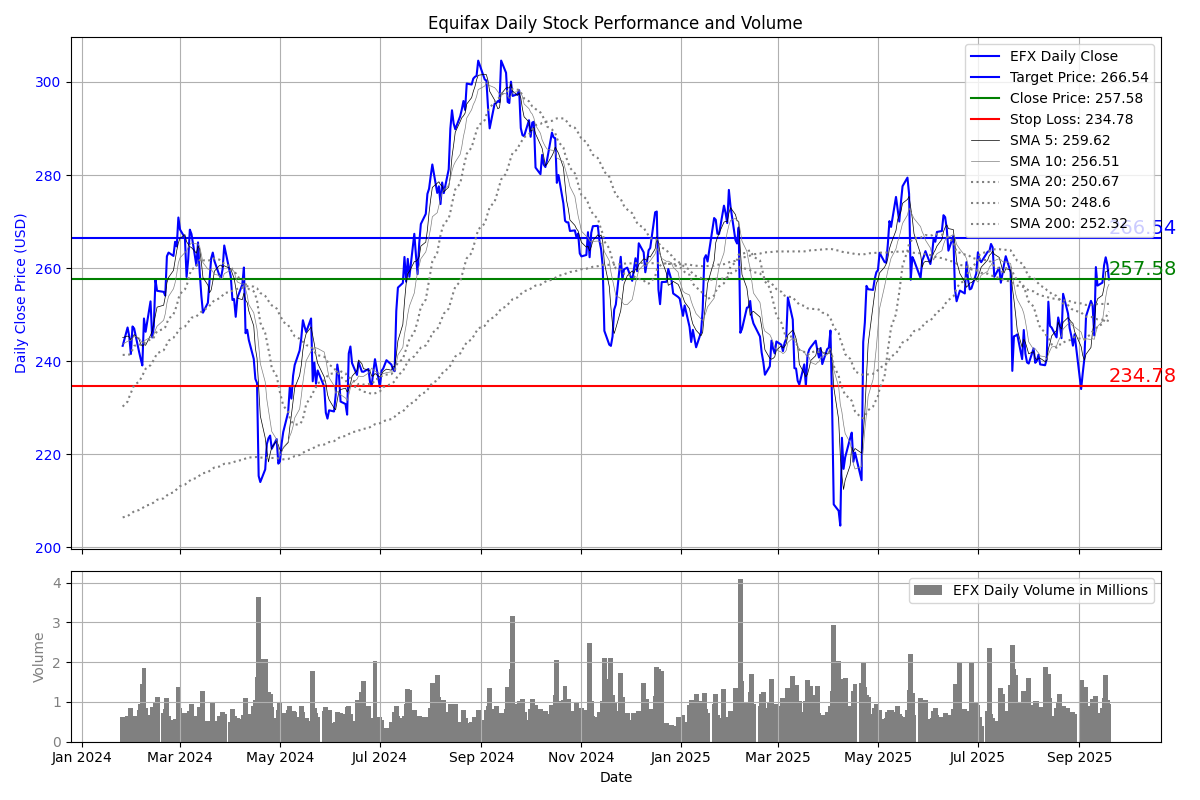 Equifax Daily Stock Performance and Volume
Daily Close Price (USD)
300
280
260
240
220
200
EFX Daily Close
Target Price: 266.54
Close Price: 257.58
Stop Loss: 234.78
SMA 5: 259.62
SMA 10: 256.51
SMA 20: 250.67
SMA 50: 248.6
SMA 200: 252.32
266.54
257.58
234.78
Volume
4
3
2
1
0
EFX Daily Volume in Millions
Jan 2024
Mar 2024
May 2024
Jul 2024
Sep 2024
Nov 2024
Jan 2025
Mar 2025
May 2025
Jul 2025
Sep 2025
Date